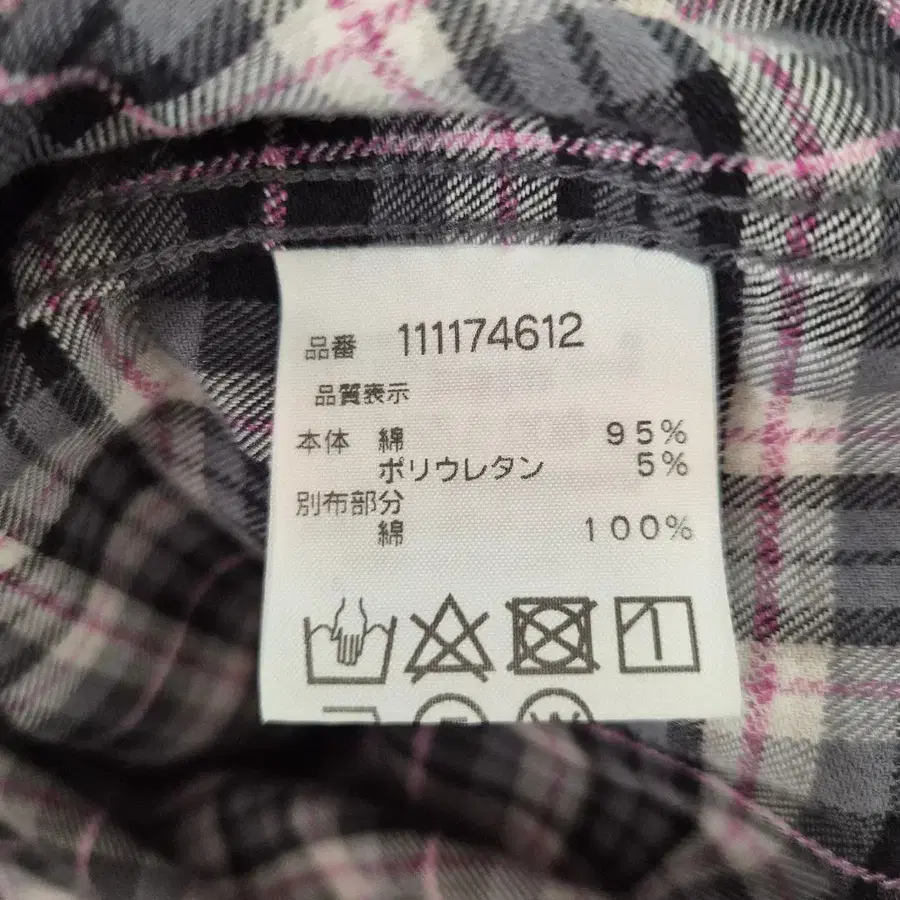 品番 111174612
品質表示
本体 綿 95%
ポリウレタン 5%
別布部分
綿 100%